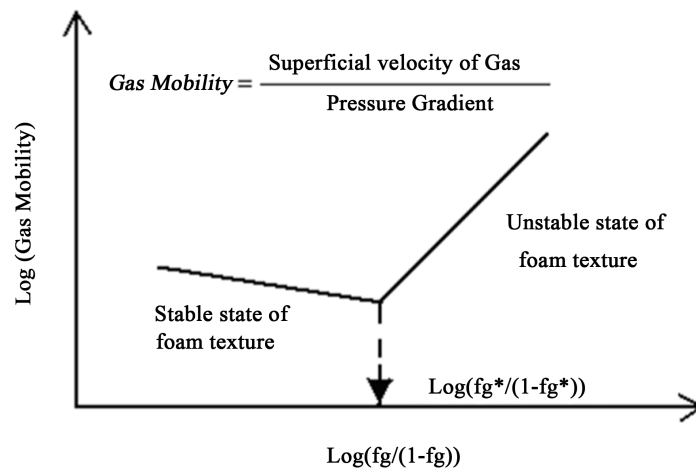 Superficial velocity of Gas
Gas Mobility =
Pressure Gradient
Log (Gas Mobility)
Unstable state of
foam texture
Stable state of
foam texture
Log(fg*/(1-fg*))
Log(fg/(1-fg))